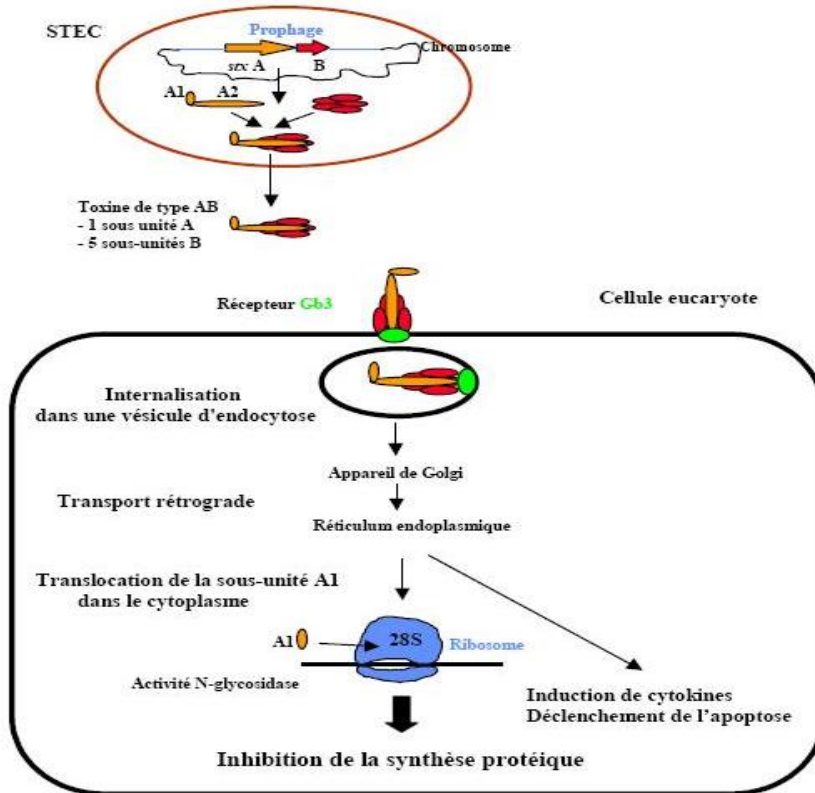 STEC
Prophage
Chromosome
stx A
B
A1
A2
Toxine de type AB
- 1 sous unité A
- 5 sous-unités B
Récepteur Gb3
Cellule eucaryote
Internalisation
dans une vésicule d'endocytose
Appareil de Golgi
Transport rétrograde
Réticulum endoplasmique
Translocation de la sous-unité A1
dans le cytoplasme
A1
28S
Ribosome
Activité N-glycosidase
Induction de cytokines
Déclenchement de l'apoptose
Inhibition de la synthèse protéique